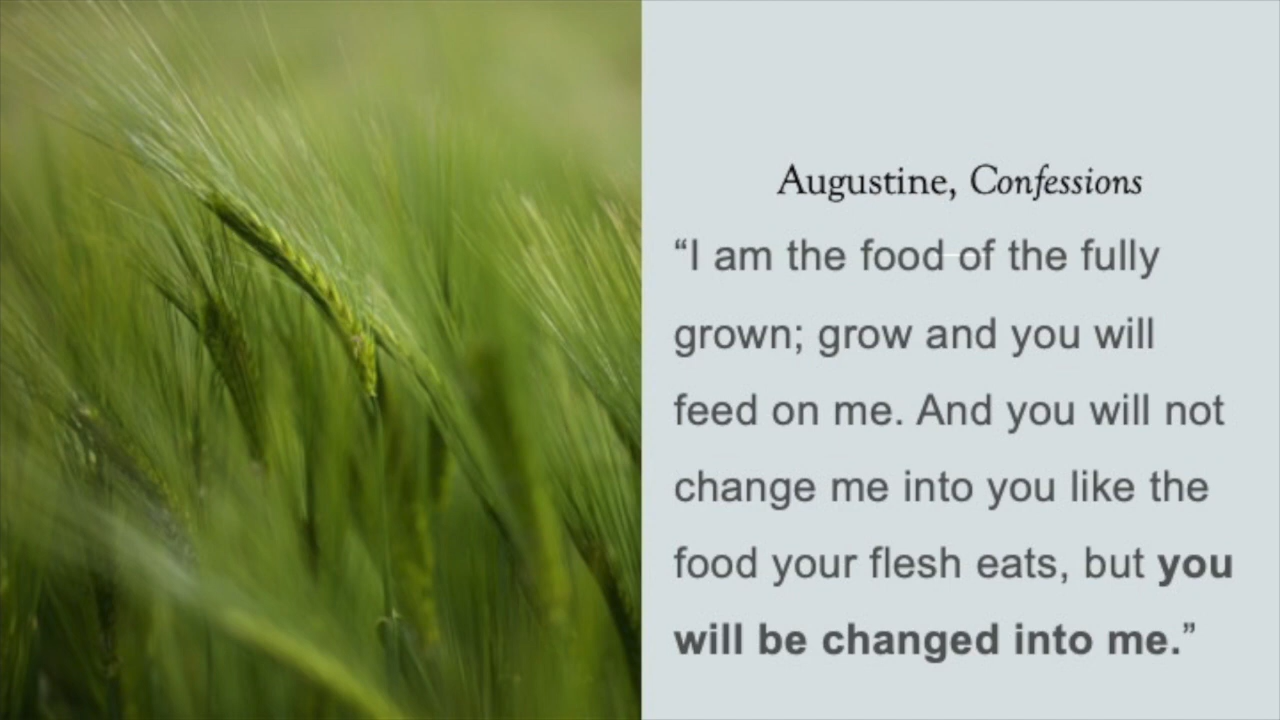 Augustine, Confessions
“I am the food of the fully
grown; grow and you will
feed on me. And you will not
change me into you like the
food your flesh eats, but you
will be changed into me.”